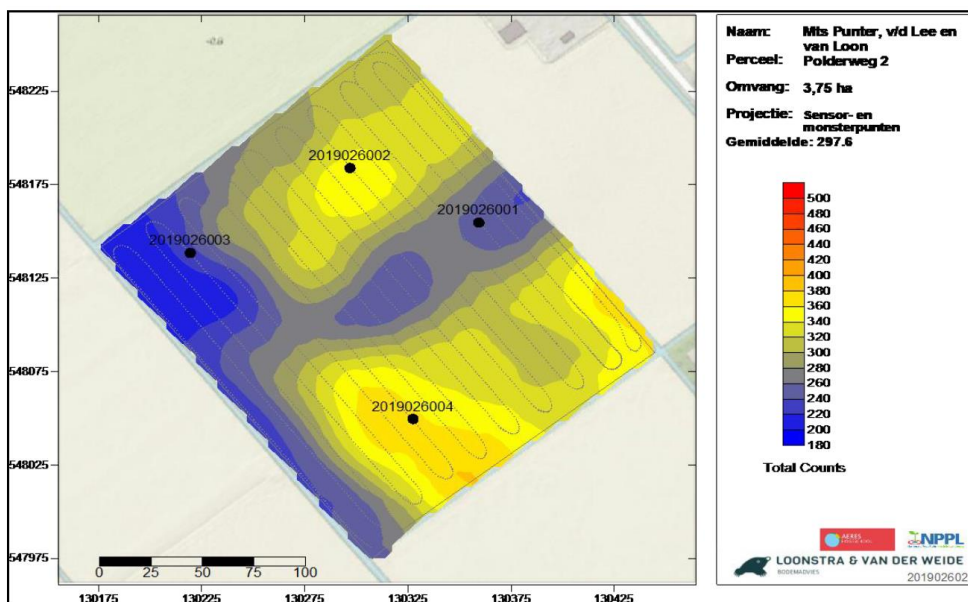 Naam: Mts Punter, v/d Lee en
van Loon
Perceel: Polderweg 2
Omvang: 3,75 ha
Projectie: Sensor- en
monsterpunten
Gemiddelde: 297.6
548225
548175
548125
548075
548025
547975
2019026002
2019026001
2019026003
2019026004
500
480
460
440
420
400
380
360
340
320
300
280
260
240
220
200
180
Total Counts
0 25 50 75 100
130175 130225 130275 130325 130375 130425
AERES
NPPL
LOONSTRA & VAN DER WEIDE
BODEMADVIES
201902602